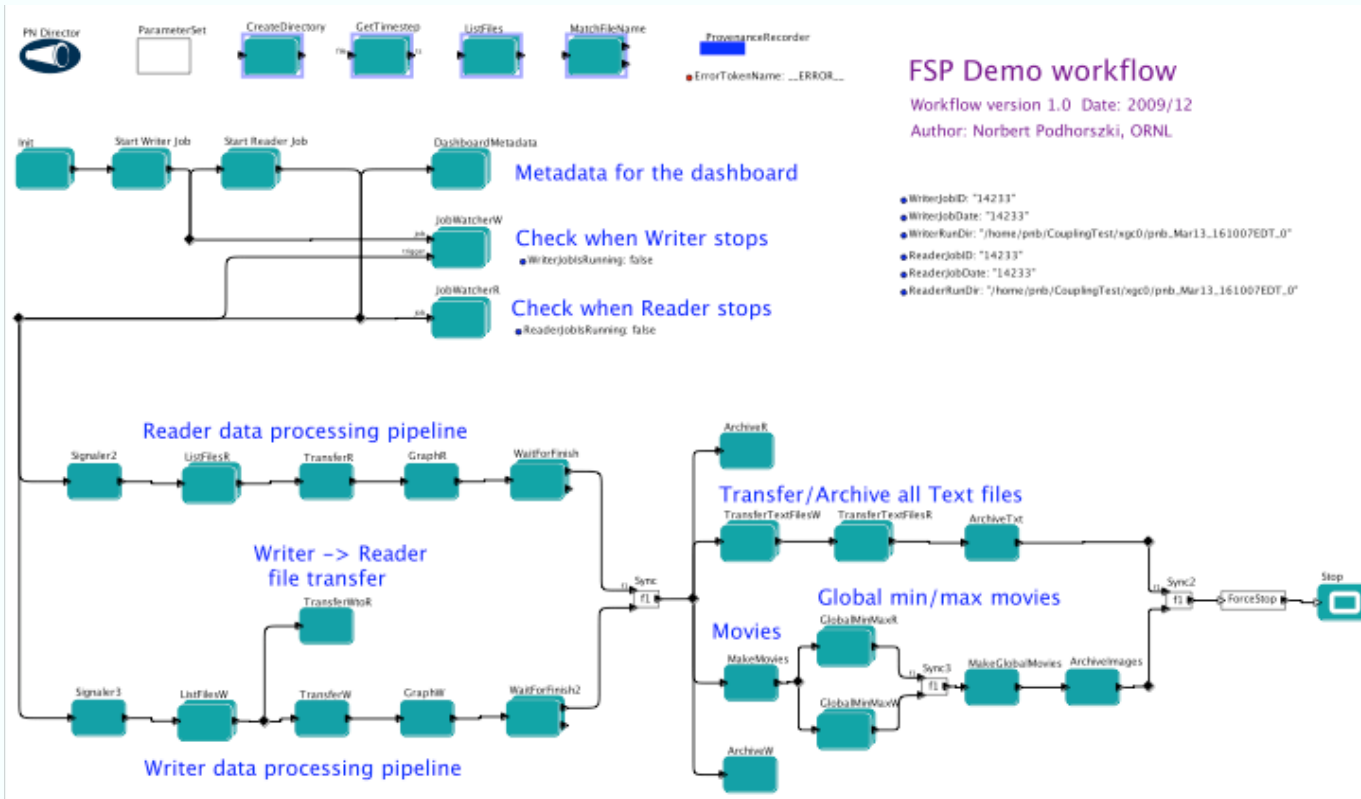 PN Director
ParameterSet
CreateDirectory
GetTimestep
ListFiles
MatchFileName
ProvenanceRecorder
ErrorTokenName: __ERROR__
FSP Demo workflow
Workflow version 1.0 Date: 2009/12
Author: Norbert Podhorszki, ORNL
Init
Start Writer Job
Start Reader Job
DashboardMetadata
Metadata for the dashboard
JobWatcherW
job
trigger
Check when Writer stops
WriterJobIsRunning: false
JobWatcherR
job
Check when Reader stops
ReaderJobIsRunning: false
WriterJobID: "14233"
WriterJobDate: "14233"
WriterRunDir: "/home/pnb/CouplingTest/xgc0/pnb_Mar13_161007EDT_0"
ReaderJobID: "14233"
ReaderJobDate: "14233"
ReaderRunDir: "/home/pnb/CouplingTest/xgc0/pnb_Mar13_161007EDT_0"
Reader data processing pipeline
Signaler2
ListFilesR
TransferR
GraphR
WaitForFinish
Writer -> Reader
file transfer
TransferWtoR
Signaler3
ListFilesW
TransferW
GraphW
WaitForFinish2
Writer data processing pipeline
Sync
f1
ArchiveR
Transfer/Archive all Text files
TransferTextFilesW
TransferTextFilesR
ArchiveTxt
Global min/max movies
Movies
MakeMovies
GlobalMinMaxR
GlobalMinMaxW
Sync3
f1
MakeGlobalMovies
ArchiveImages
ArchiveW
Sync2
f1
ForceStop
Stop